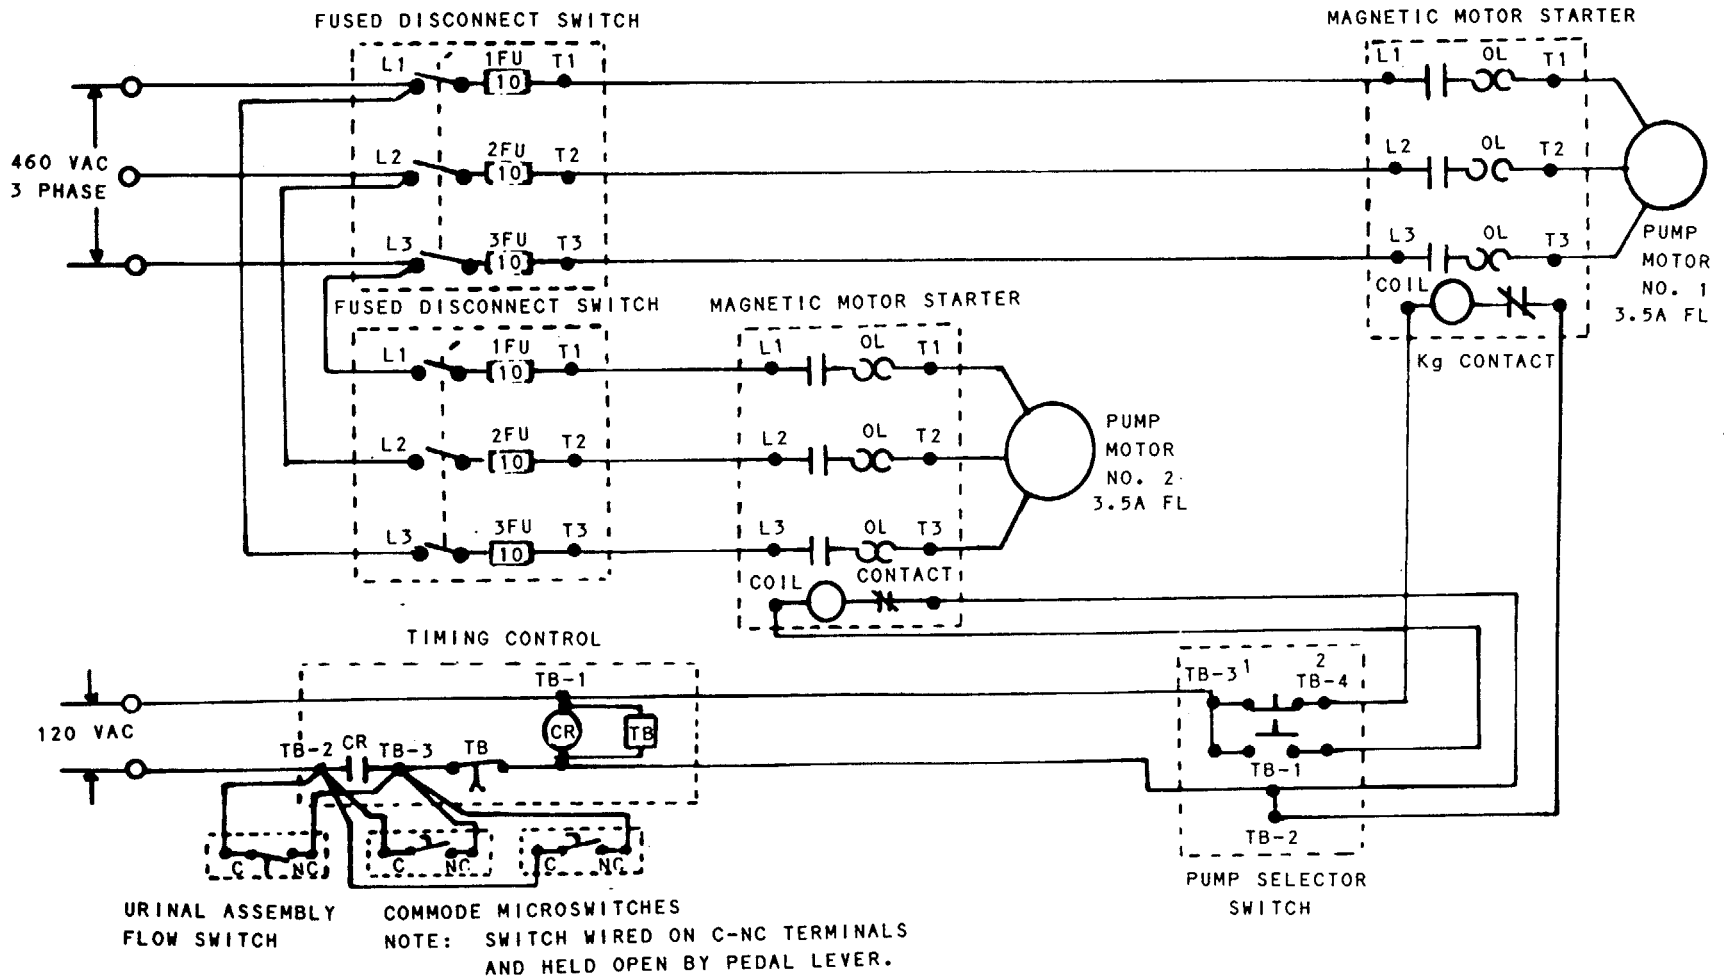 FUSED DISCONNECT SWITCH
MAGNETIC MOTOR STARTER
L1 1FU T1
10
L1 OL T1
460 VAC
3 PHASE
L2 2FU T2
10
L2 OL T2
L3 3FU T3
10
L3 OL T3
PUMP
MOTOR
NO. 1
3.5A FL
COIL
Kg CONTACT
FUSED DISCONNECT SWITCH
MAGNETIC MOTOR STARTER
L1 1FU T1
10
L1 OL T1
L2 2FU T2
10
L2 OL T2
PUMP
MOTOR
NO. 2
3.5A FL
L3 3FU T3
10
L3 OL T3
COIL CONTACT
TIMING CONTROL
TB-1
120 VAC
CR TB
TB-2 CR TB-3 TB
TB-3 1 2 TB-4
TB-1
TB-2
PUMP SELECTOR
SWITCH
C NC
C NC
C NC
URINAL ASSEMBLY
FLOW SWITCH
COMMODE MICROSWITCHES
NOTE: SWITCH WIRED ON C-NC TERMINALS
AND HELD OPEN BY PEDAL LEVER.